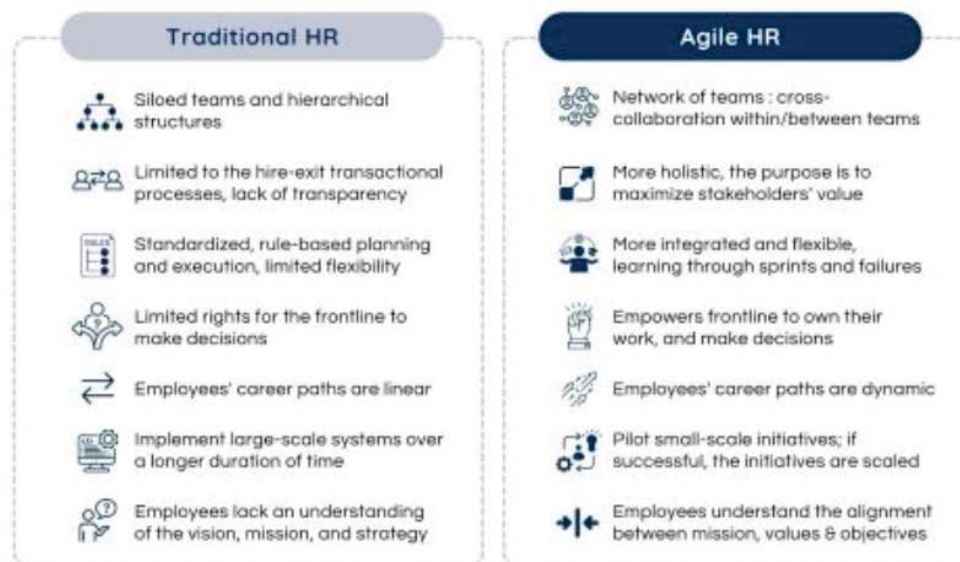 Traditional HR
Siloed teams and hierarchical
structures
Limited to the hire-exit transactional
processes, lack of transparency
Standardized, rule-based planning
and execution, limited flexibility
Limited rights for the frontline to
make decisions
Employees' career paths are linear
Implement large-scale systems over
a longer duration of time
Employees lack an understanding
of the vision, mission, and strategy
Agile HR
Network of teams : cross-
collaboration within/between teams
More holistic, the purpose is to
maximize stakeholders' value
More integrated and flexible,
learning through sprints and failures
Empowers frontline to own their
work, and make decisions
Employees' career paths are dynamic
Pilot small-scale initiatives; if
successful, the initiatives are scaled
Employees understand the alignment
between mission, values & objectives